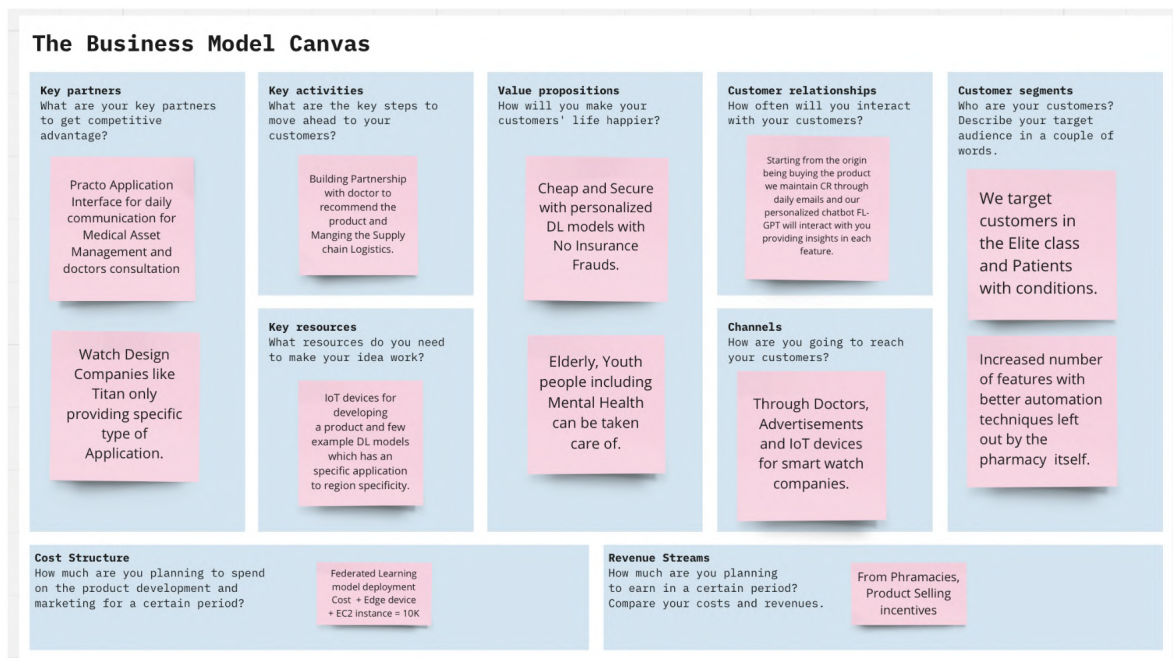 The Business Model Canvas
Key partners
What are your key partners
to get competitive
advantage?
Practo Application
Interface for daily
communication for
Medical Asset
Management and
doctors consultation
Watch Design
Companies like
Titan only
providing specific
type of
Application.
Key activities
What are the key steps to
move ahead to your
customers?
Building Partnership
with doctor to
recommend the
product and
Manging the Supply
chain Logistics.
Key resources
What resources do you need
to make your idea work?
IoT devices for
developing
a product and few
example DL models
which has an
specific application
to region specificity.
Value propositions
How will you make your
customers' life happier?
Cheap and Secure
with personalized
DL models with
No Insurance
Frauds.
Elderly, Youth
people including
Mental Health
can be taken
care of.
Customer relationships
How often will you interact
with your customers?
Starting from the origin
being buying the product
we maintain CR through
daily emails and our
personalized chatbot FL-
GPT will interact with you
providing insights in each
feature.
Channels
How are you going to reach
your customers?
Through Doctors,
Advertisements
and IoT devices
for smart watch
companies.
Customer segments
Who are your customers?
Describe your target
audience in a couple of
words.
We target
customers in
the Elite class
and Patients
with conditions.
Increased number
of features with
better automation
techniques left
out by the
pharmacy itself.
Cost Structure
How much are you planning to spend
on the product development and
marketing for a certain period?
Federated Learning
model deployment
Cost + Edge device
+ EC2 instance = 10K
Revenue Streams
How much are you planning
to earn in a certain period?
Compare your costs and revenues.
From Phramacies,
Product Selling
incentives